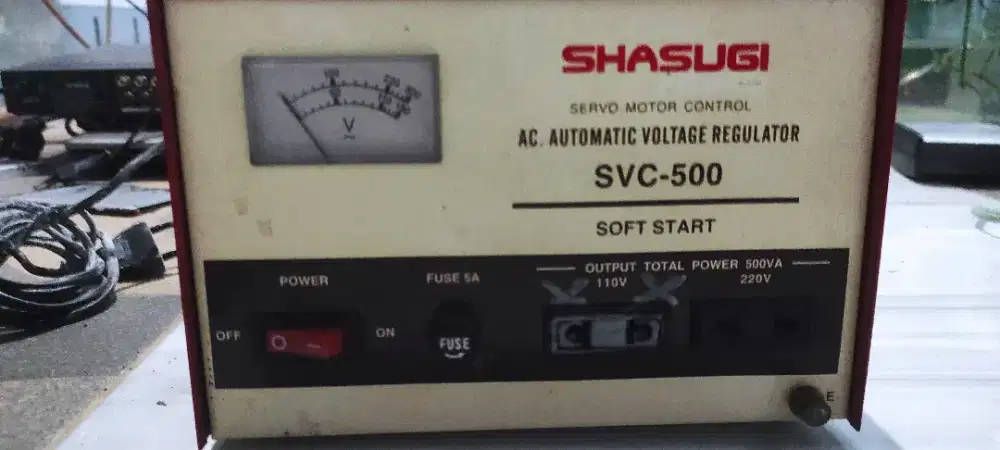 SHASUGI
SERVO MOTOR CONTROL
AC. AUTOMATIC VOLTAGE REGULATOR
SVC-500
SOFT START
V
POWER
OFF
ON
FUSE 5A
FUSE
OUTPUT TOTAL POWER 500VA
110V
220V
E